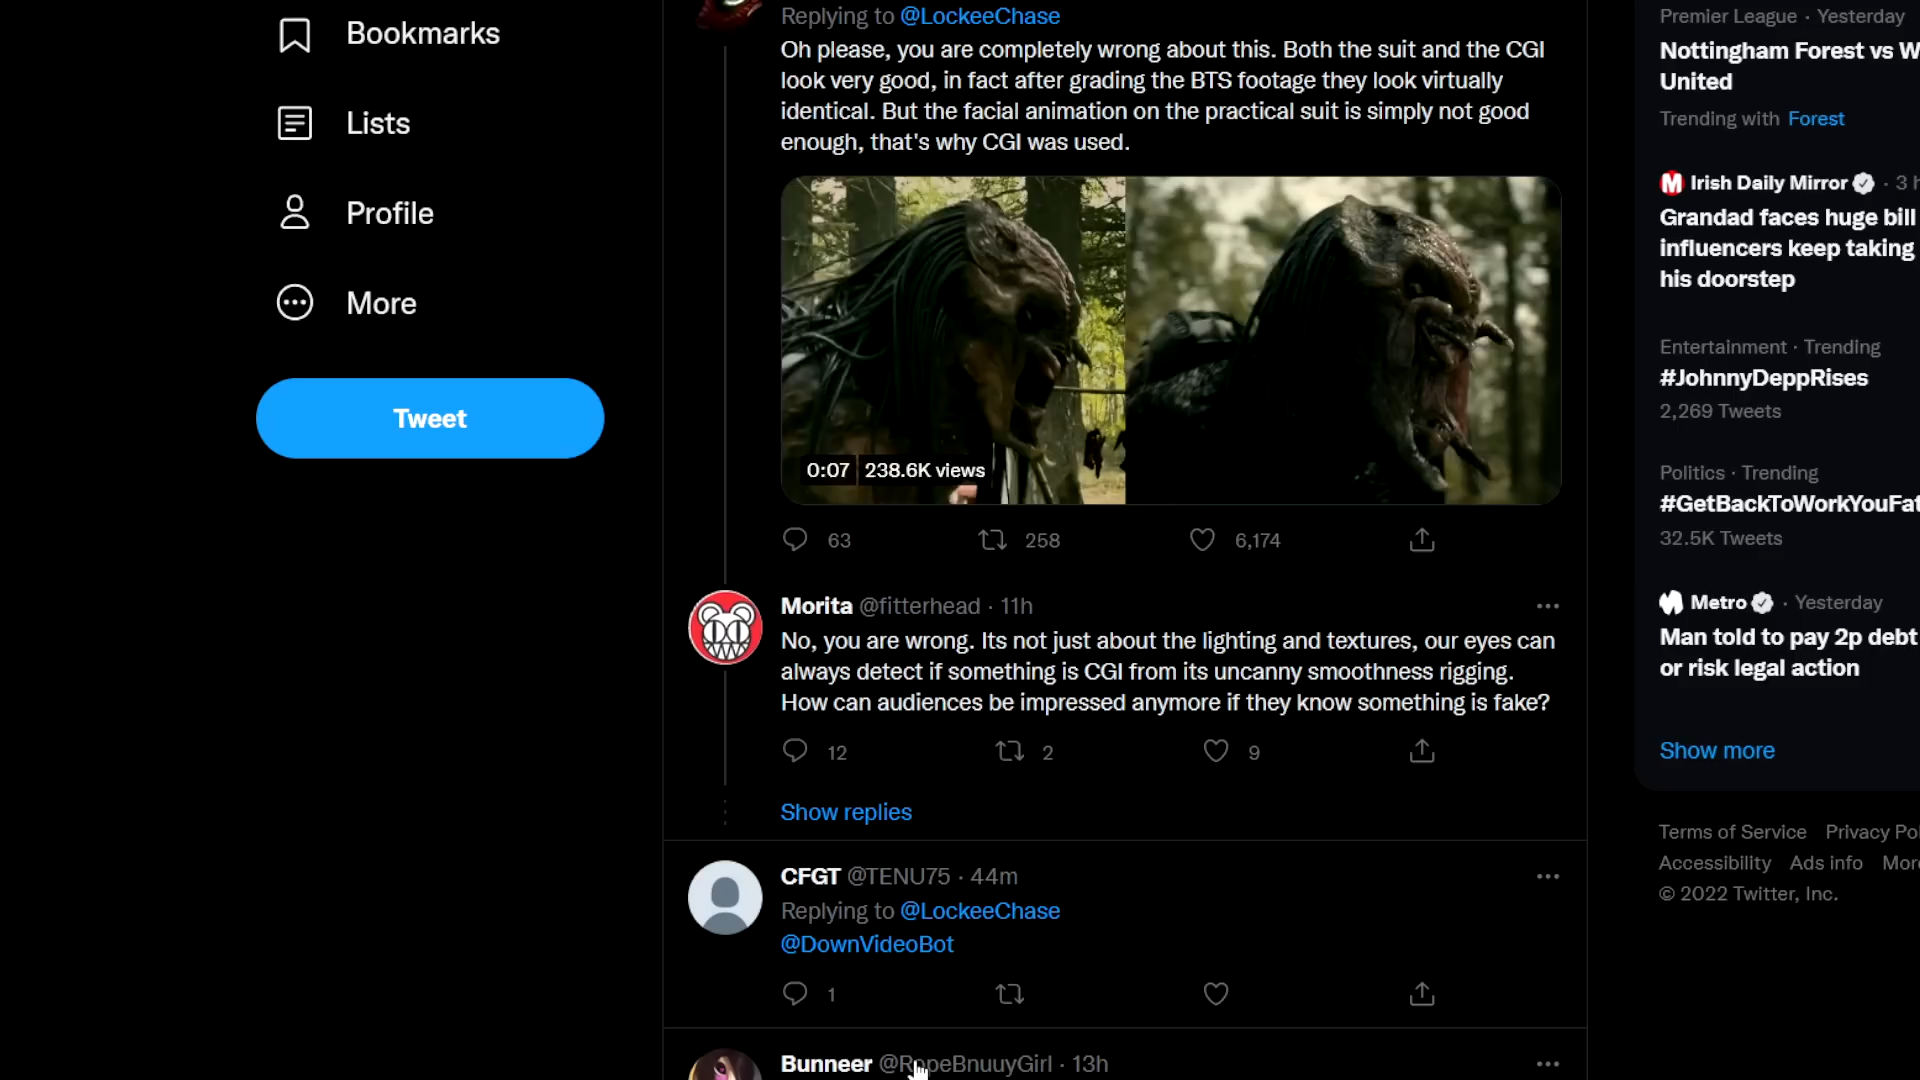 Bookmarks
Lists
Profile
More
Tweet
Replying to @LockeeChase
Oh please, you are completely wrong about this. Both the suit and the CGI
look very good, in fact after grading the BTS footage they look virtually
identical. But the facial animation on the practical suit is simply not good
enough, that's why CGI was used.
0:07 238.6K views
63 258 6,174
Morita @fitterhead · 11h
No, you are wrong. Its not just about the lighting and textures, our eyes can
always detect if something is CGI from its uncanny smoothness rigging.
How can audiences be impressed anymore if they know something is fake?
12 2 9
Show replies
CFGT @TENU75 · 44m
Replying to @LockeeChase
@DownVideoBot
1
Bunneer @RopeBnuuyGirl · 13h
Premier League · Yesterday
Nottingham Forest vs W
United
Trending with Forest
Irish Daily Mirror · 3 h
Grandad faces huge bill
influencers keep taking
his doorstep
Entertainment · Trending
#JohnnyDeppRises
2,269 Tweets
Politics · Trending
#GetBackToWorkYouFat
32.5K Tweets
Metro · Yesterday
Man told to pay 2p debt
or risk legal action
Show more
Terms of Service Privacy Pol
Accessibility Ads info More
© 2022 Twitter, Inc.